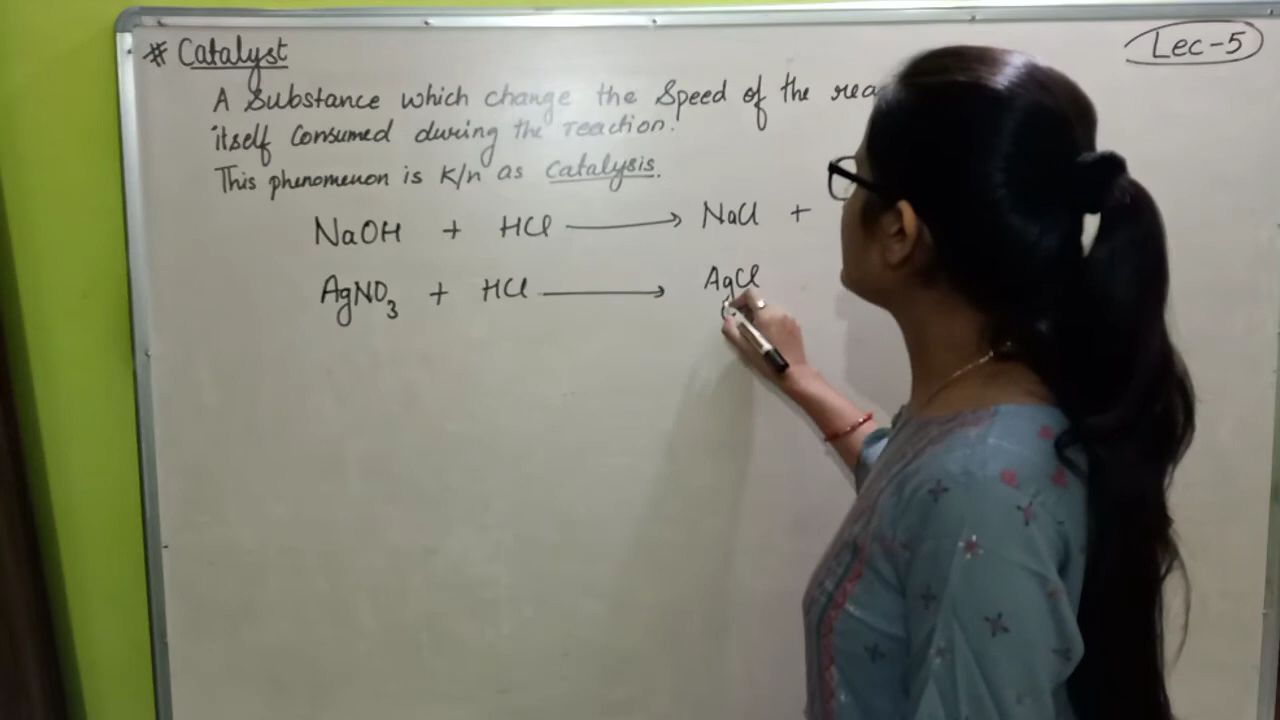 Lec-5
# Catalyst
A Substance which change the Speed of the rea
itself Consumed during the reaction.
This phenomenon is K/n as Catalysis.
NaOH + HCl ⟶ NaCl +
AgNO₃ + HCl ⟶ AgCl